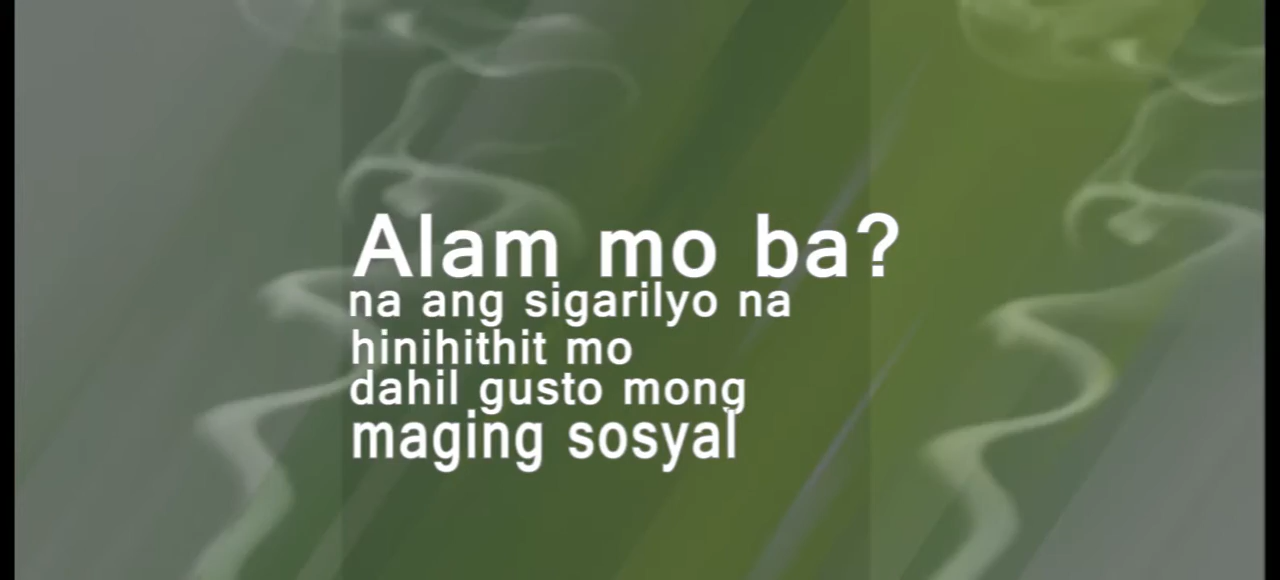 Alam mo ba?
na ang sigarilyo na
hinihithit mo
dahil gusto mong
maging sosyal